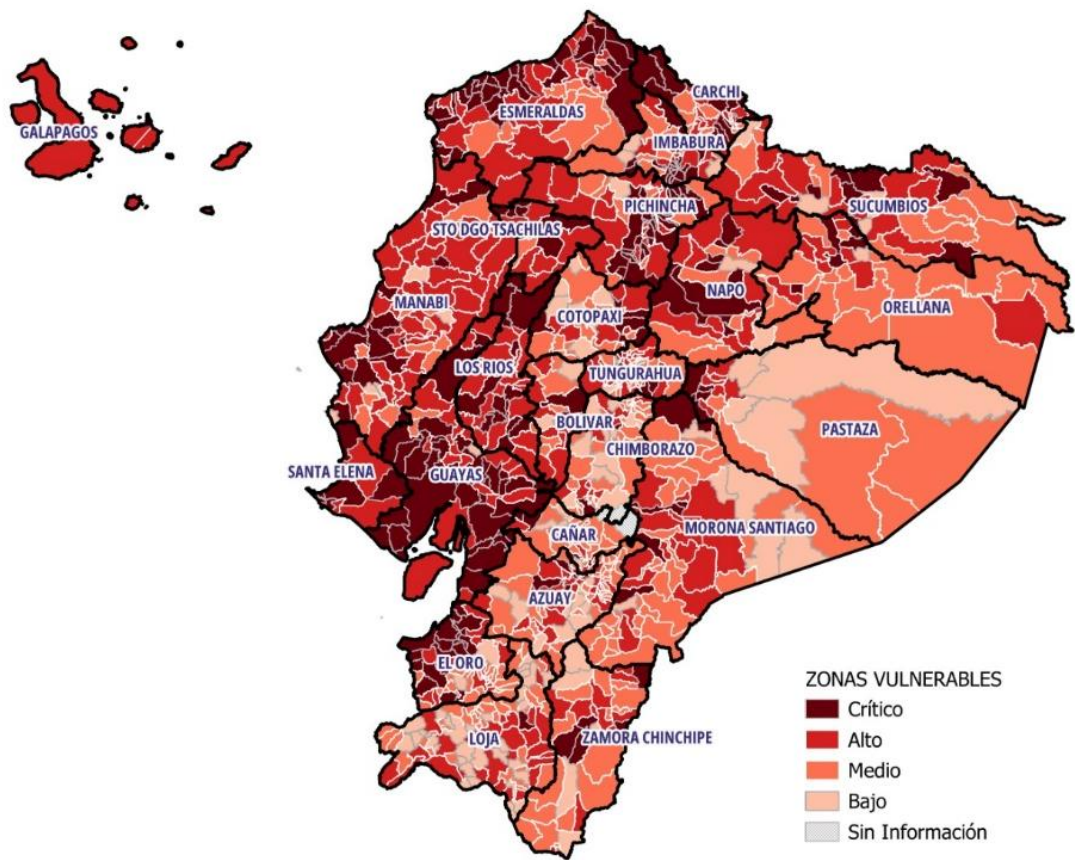 CARCHI
ESMERALDAS
GALAPAGOS
IMBABURA
PICHINCHA
SUCUMBIOS
STO DGO TSACHILAS
NAPO
MANABI
ORELLANA
COTOPAXI
LOS RIOS
TUNGURAHUA
BOLIVAR
PASTAZA
CHIMBORAZO
SANTA ELENA
GUAYAS
MORONA SANTIAGO
CAÑAR
AZUAY
EL ORO
LOJA
ZAMORA CHINCHIPE
ZONAS VULNERABLES
Crítico
Alto
Medio
Bajo
Sin Información